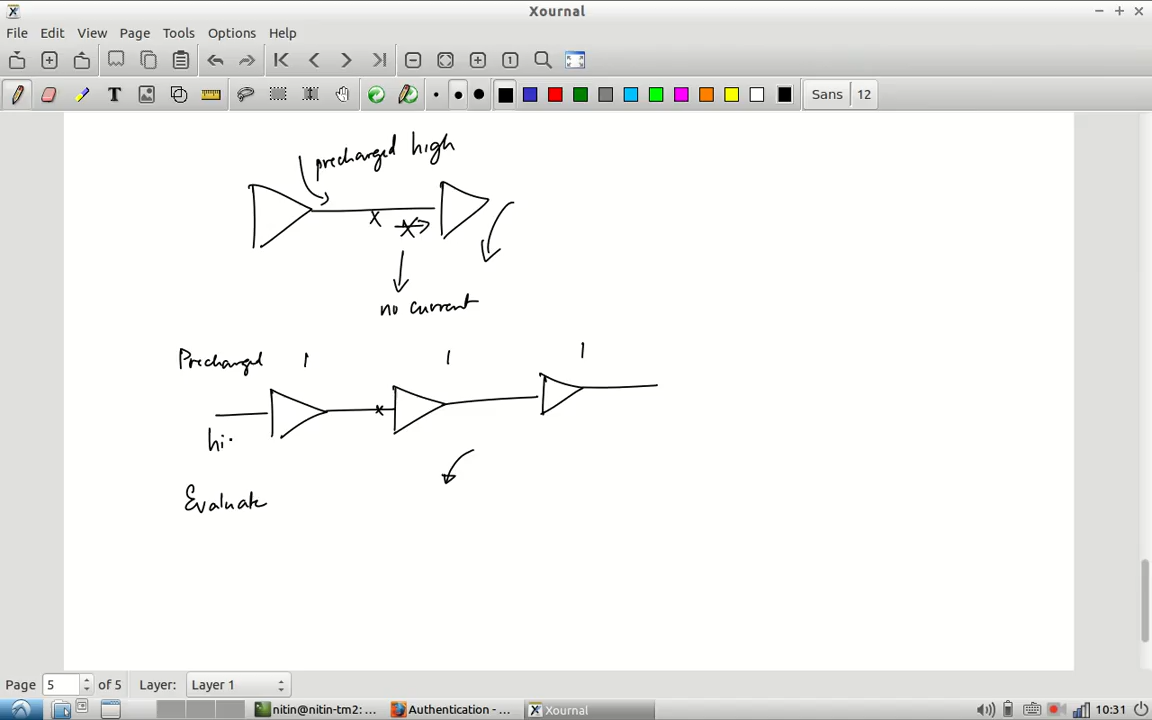 Xournal
File Edit View Page Tools Options Help
Sans 12
precharged high
x x
no current
Precharged 1 1 1
x
hi.
Evaluate
Page 5 of 5 Layer: Layer 1
nitin@nitin-tm2: ... Authentication - ... Xournal 10:31